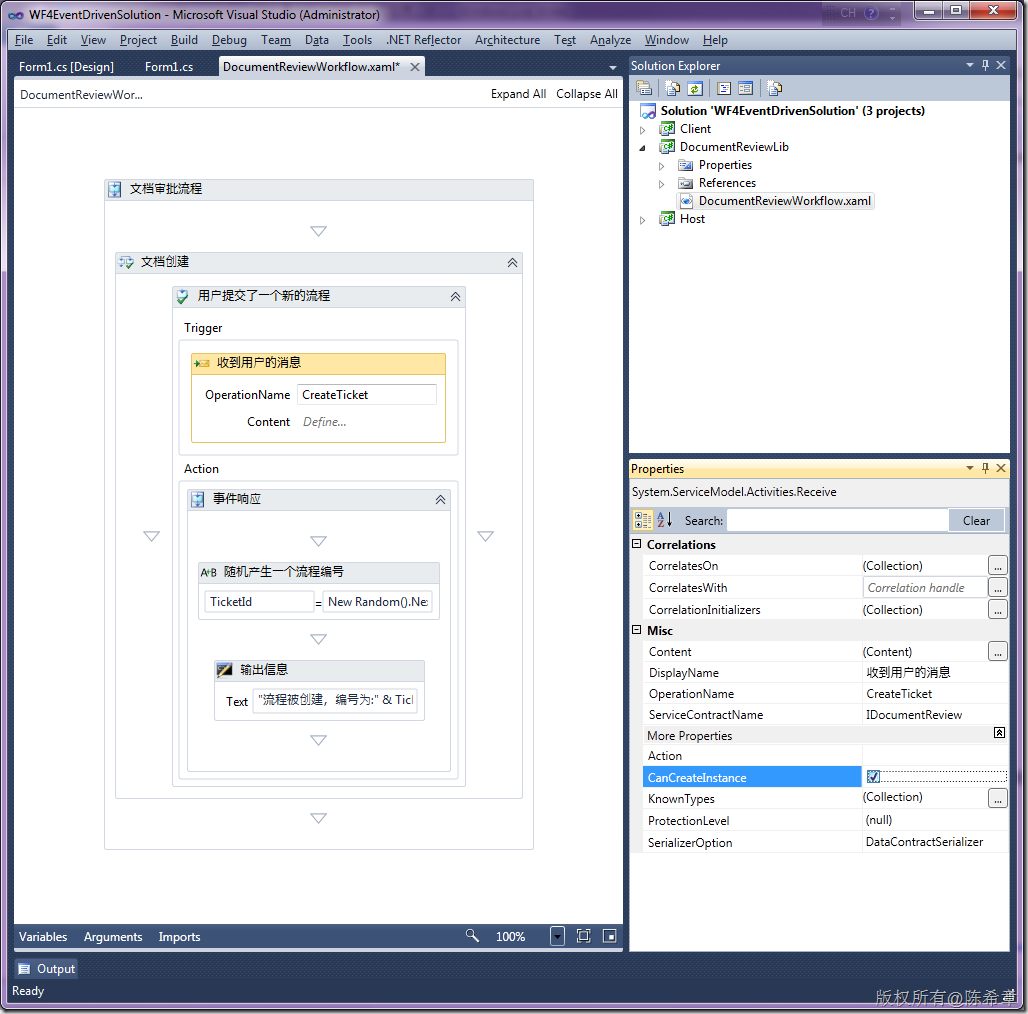 WF4EventDrivenSolution - Microsoft Visual Studio (Administrator)
CH
File Edit View Project Build Debug Team Data Tools .NET Reflector Architecture Test Analyze Window Help
Form1.cs [Design] Form1.cs DocumentReviewWorkflow.xaml*
DocumentReviewWor... Expand All Collapse All
文档审批流程
文档创建
用户提交了一个新的流程
Trigger
收到用户的消息
OperationName CreateTicket
Content Define...
Action
事件响应
A+B 随机产生一个流程编号
TicketId = New Random().Ne
输出信息
Text "流程被创建，编号为:" & Tic
Variables Arguments Imports 100%
Output
Ready
Solution Explorer
Solution 'WF4EventDrivenSolution' (3 projects)
Client
DocumentReviewLib
Properties
References
DocumentReviewWorkflow.xaml
Host
Properties
System.ServiceModel.Activities.Receive
Search: Clear
Correlations
CorrelatesOn (Collection) ...
CorrelatesWith Correlation handle ...
CorrelationInitializers (Collection) ...
Misc
Content (Content) ...
DisplayName 收到用户的消息
OperationName CreateTicket
ServiceContractName IDocumentReview
More Properties
Action
CanCreateInstance
KnownTypes (Collection) ...
ProtectionLevel (null)
SerializerOption DataContractSerializer
版权所有@陈希章